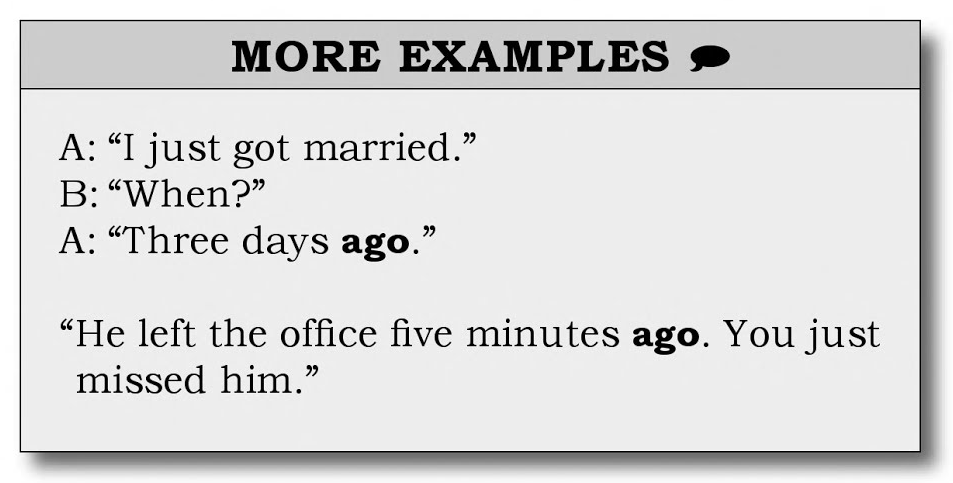 MORE EXAMPLES
A: “I just got married.”
B: “When?”
A: “Three days ago.”
“He left the office five minutes ago. You just
missed him.”